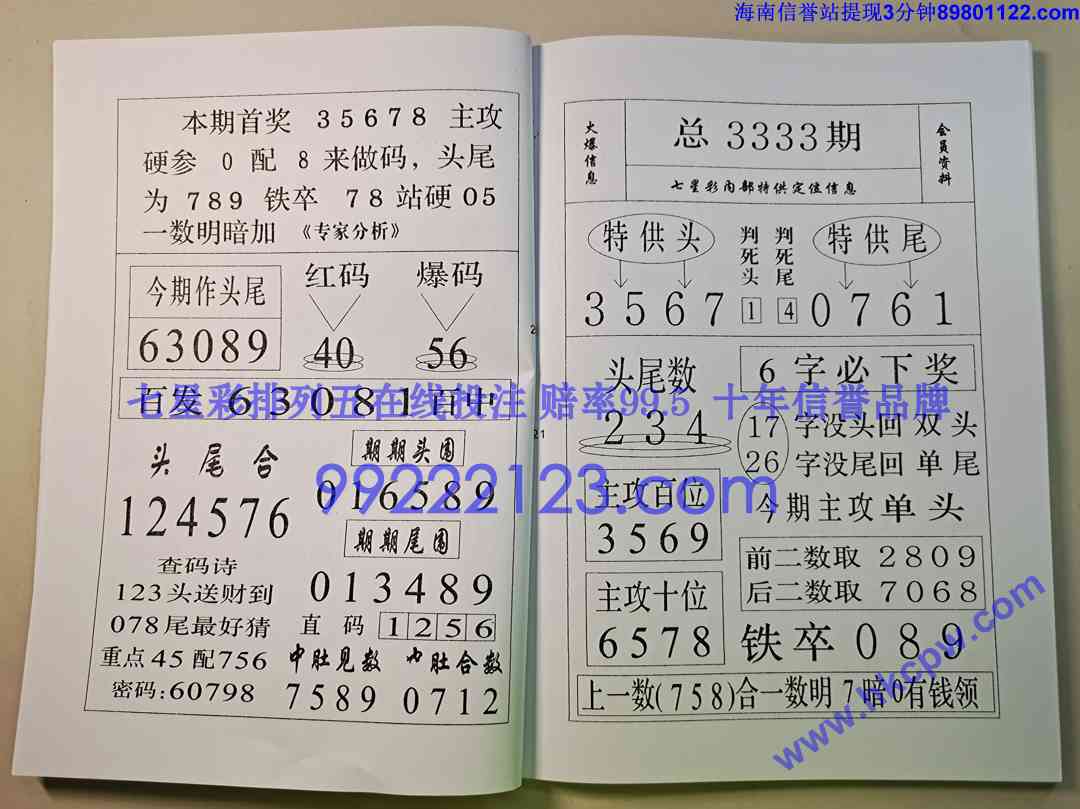 海南信誉站提现3分钟89801122.com
本期首奖 35678 主攻
硬参 0 配 8 来做码，头尾
为 789 铁卒 78 站硬 05
一数明暗加 《专家分析》
今期作头尾
63089
红码
40
爆码
56
百发 63081 百中
七星彩排列五在线投注 赔率99.5 十年信誉品牌
头尾合
124576
期期头围
016589
99222123.com
期期尾围
013489
查码诗
123头送财到
078尾最好猜
重点45配756
密码:60798
直码 1 2 5 6
中肚见数
7589
中肚合数
0712
火爆信息
总3333期
七星彩内部特供定位信息
会员资料
特供头
3567
判死头
1
判死尾
4
特供尾
0761
头尾数
234
6字必下奖
17 字没头回双头
26 字没尾回单尾
今期主攻单头
主攻百位
3569
前二数取 2809
后二数取 7068
主攻十位
6578
铁卒 089
上一数(758)合一数明7暗0有钱领
www.hkcpw.com